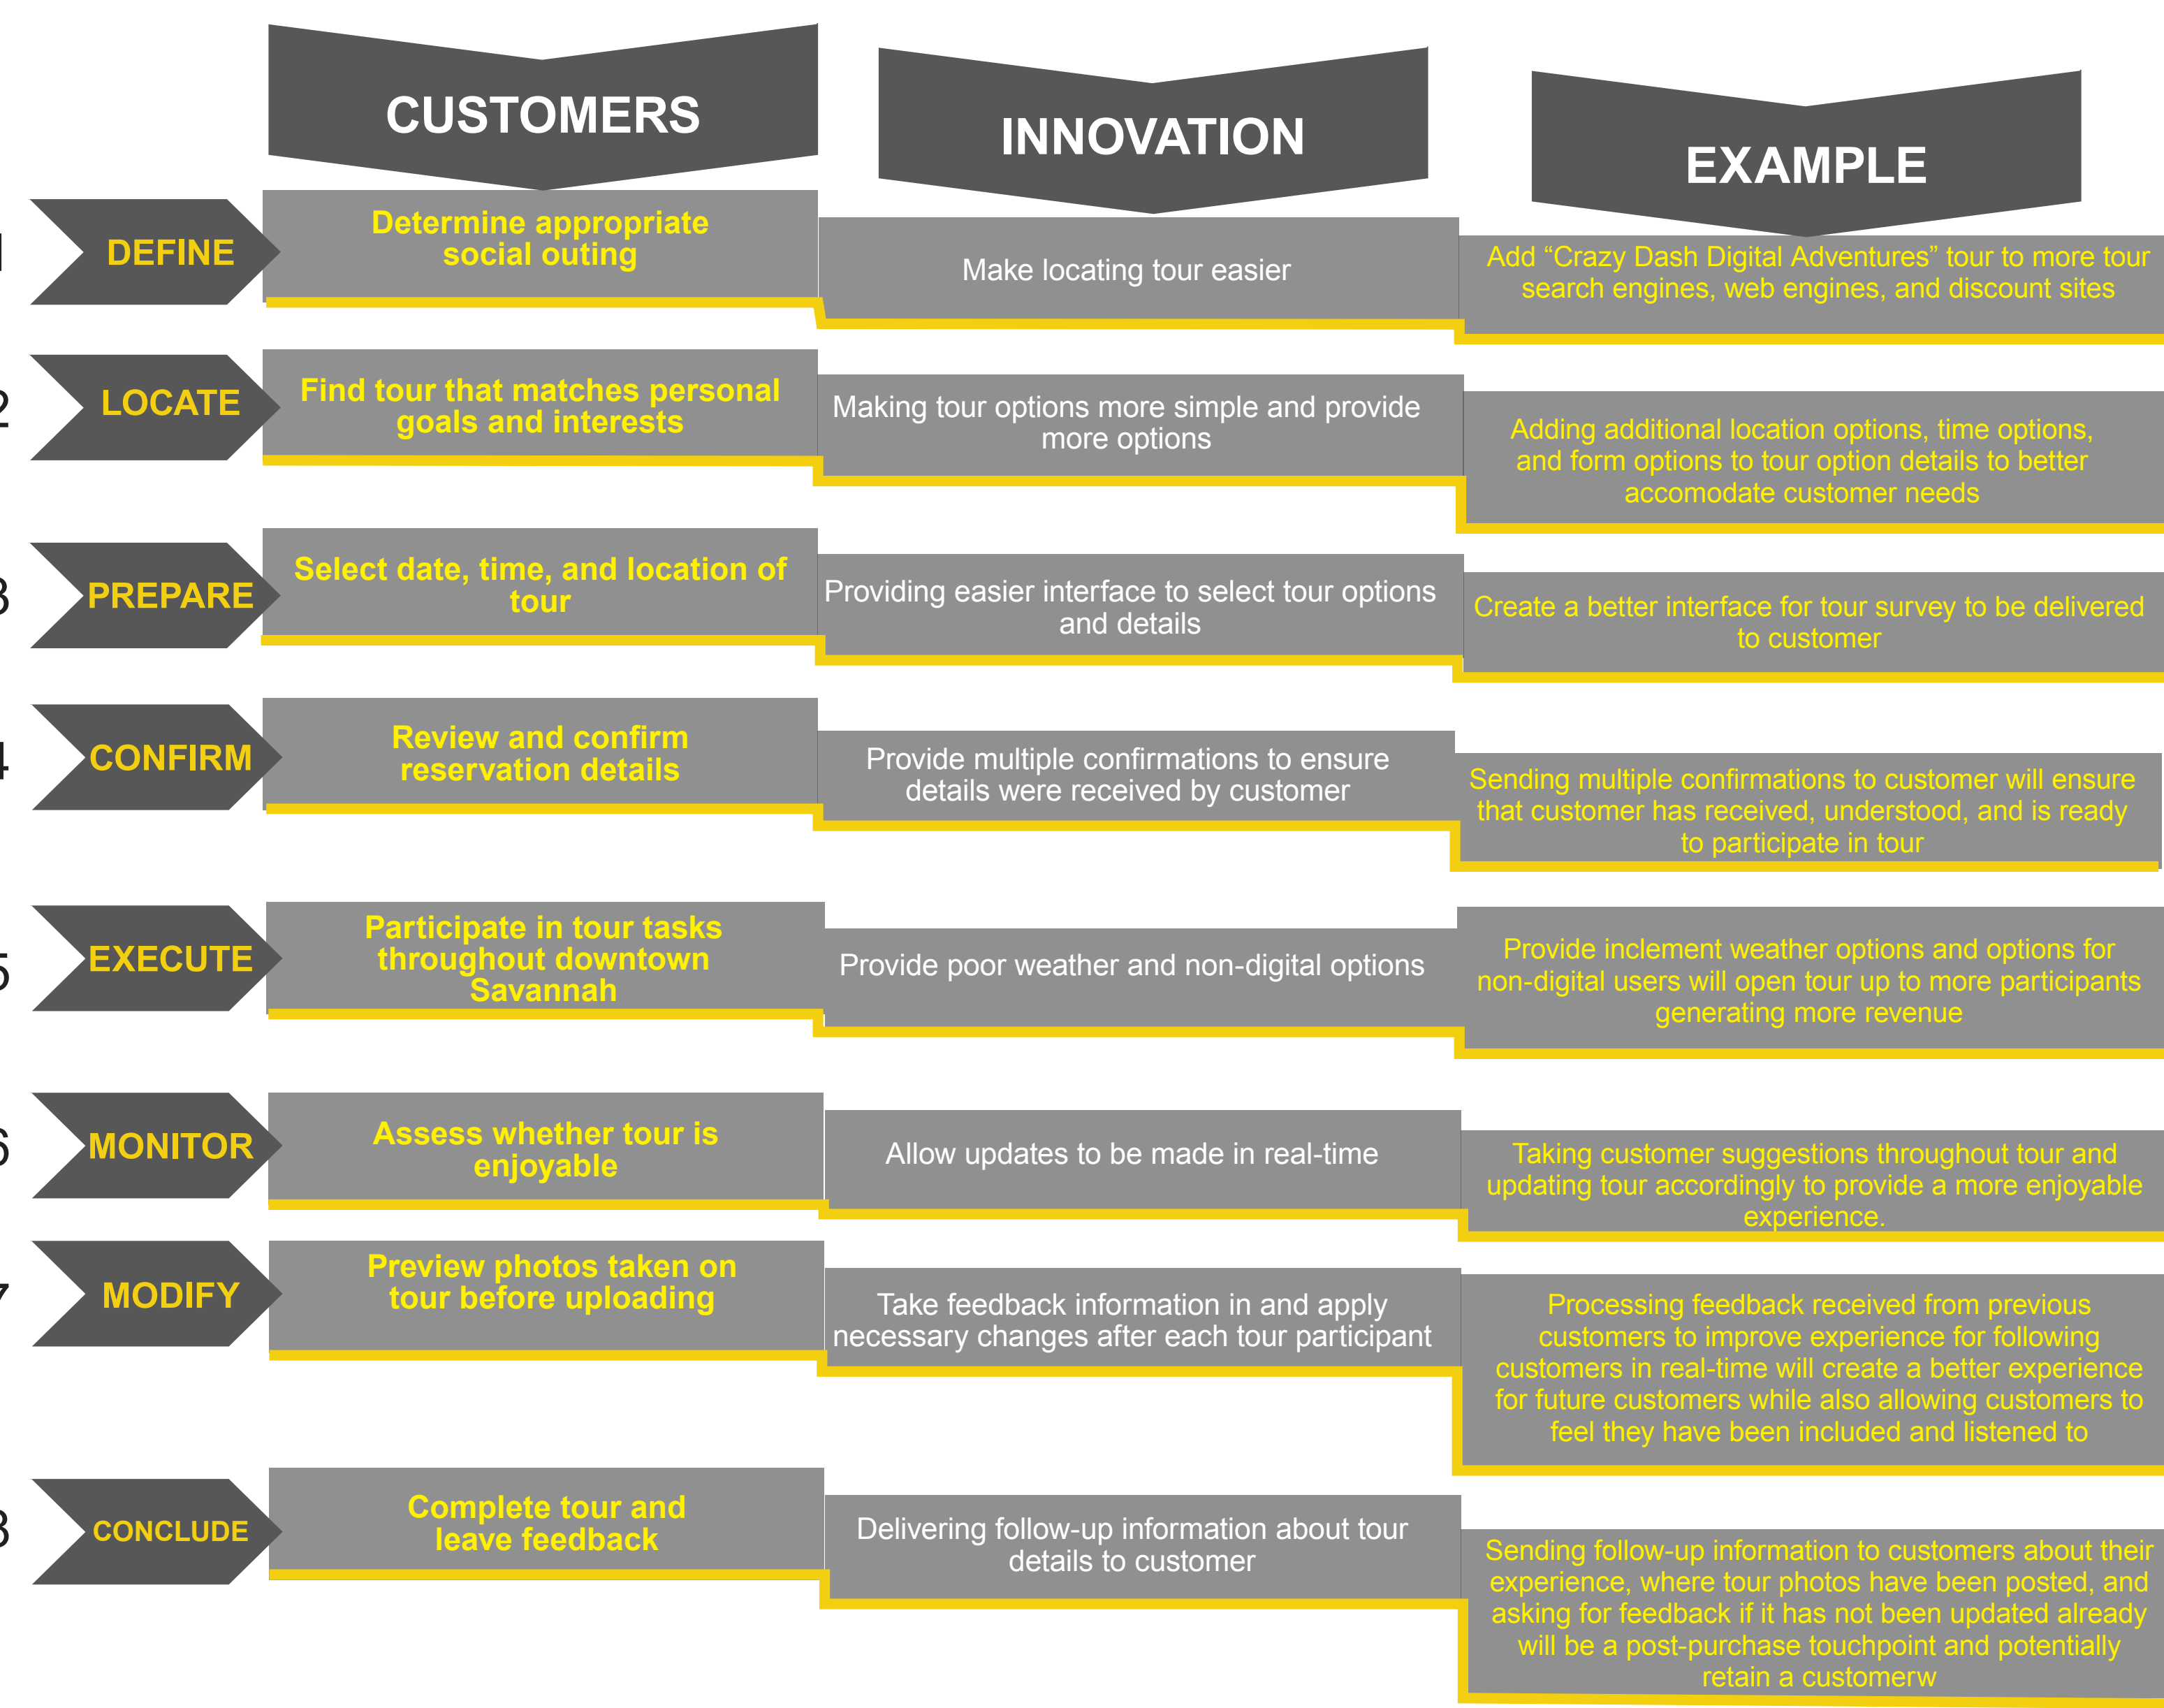 CUSTOMERS
INNOVATION
EXAMPLE
1
DEFINE
Determine appropriate
social outing
Make locating tour easier
Add “Crazy Dash Digital Adventures” tour to more tour
search engines, web engines, and discount sites
2
LOCATE
Find tour that matches personal
goals and interests
Making tour options more simple and provide
more options
Adding additional location options, time options,
and form options to tour option details to better
accomodate customer needs
3
PREPARE
Select date, time, and location of
tour
Providing easier interface to select tour options
and details
Create a better interface for tour survey to be delivered
to customer
4
CONFIRM
Review and confirm
reservation details
Provide multiple confirmations to ensure
details were received by customer
Sending multiple confirmations to customer will ensure
that customer has received, understood, and is ready
to participate in tour
5
EXECUTE
Participate in tour tasks
throughout downtown
Savannah
Provide poor weather and non-digital options
Provide inclement weather options and options for
non-digital users will open tour up to more participants
generating more revenue
6
MONITOR
Assess whether tour is
enjoyable
Allow updates to be made in real-time
Taking customer suggestions throughout tour and
updating tour accordingly to provide a more enjoyable
experience.
7
MODIFY
Preview photos taken on
tour before uploading
Take feedback information in and apply
necessary changes after each tour participant
Processing feedback received from previous
customers to improve experience for following
customers in real-time will create a better experience
for future customers while also allowing customers to
feel they have been included and listened to
8
CONCLUDE
Complete tour and
leave feedback
Delivering follow-up information about tour
details to customer
Sending follow-up information to customers about their
experience, where tour photos have been posted, and
asking for feedback if it has not been updated already
will be a post-purchase touchpoint and potentially
retain a customerw